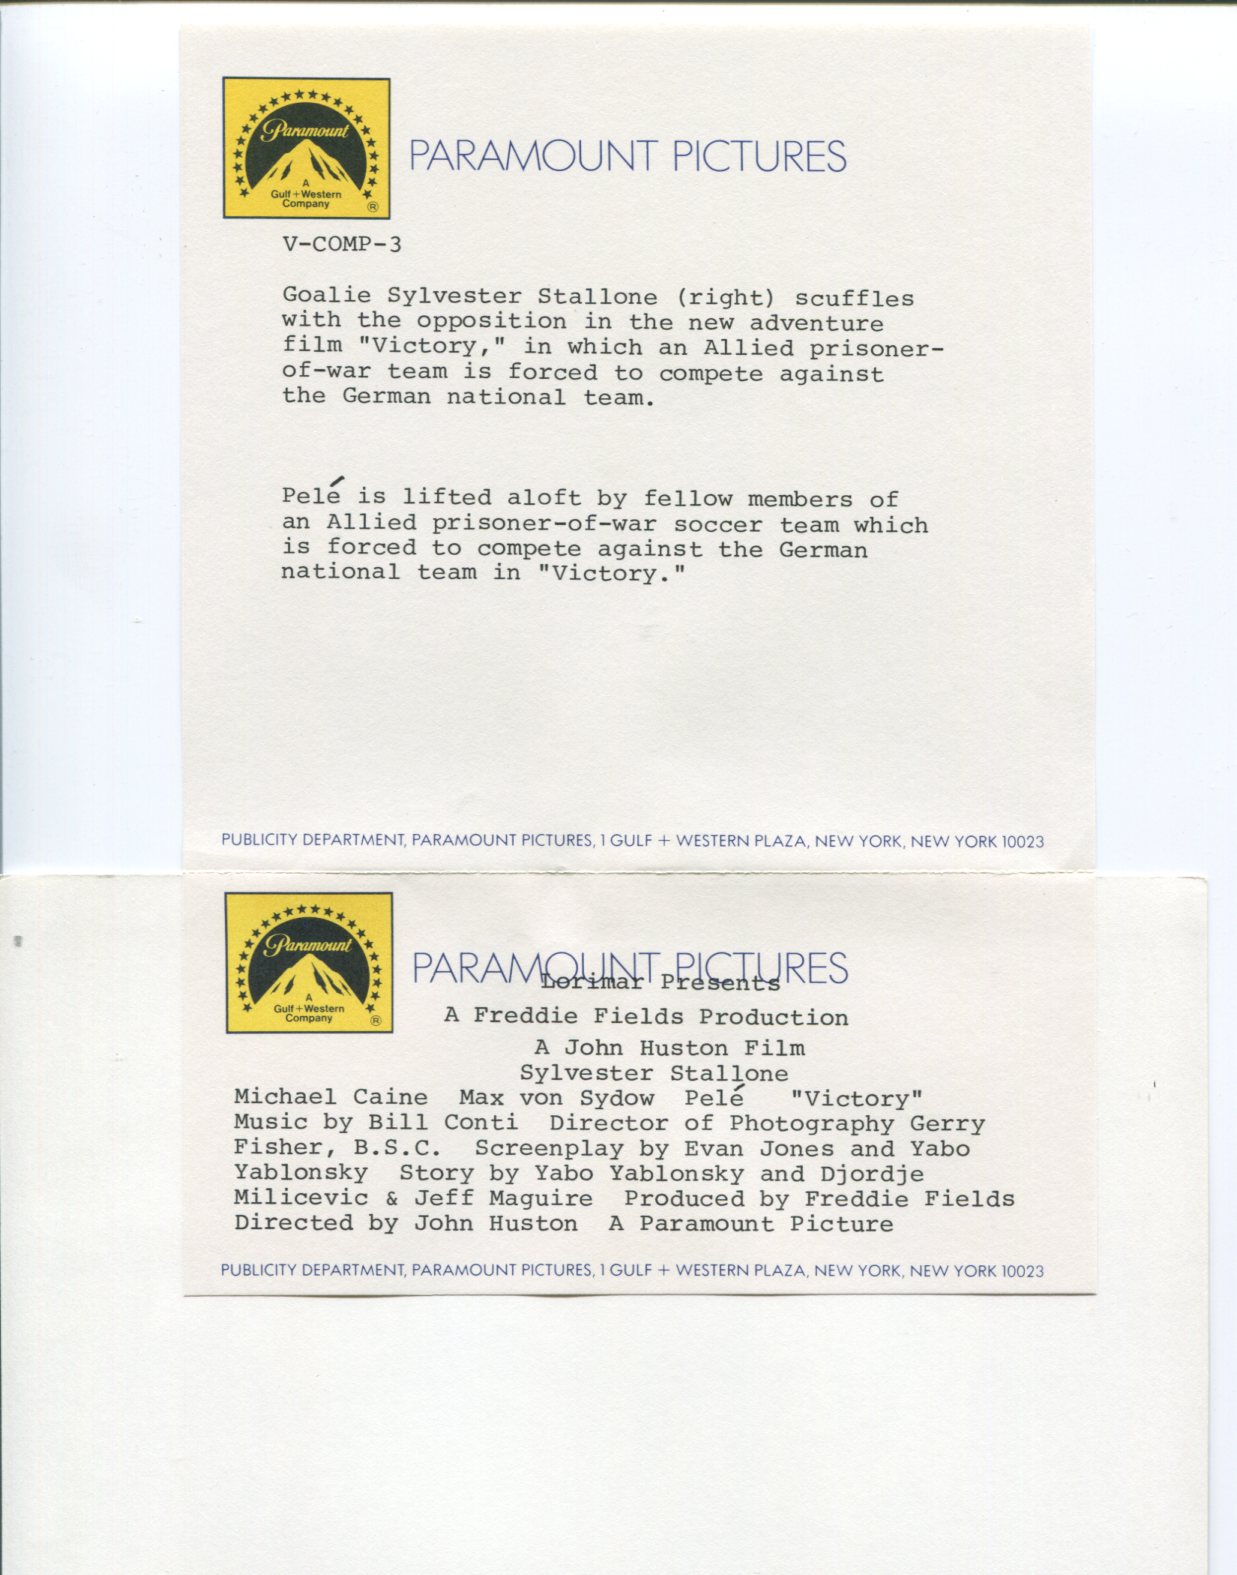 Paramount
A
Gulf + Western
Company
®
PARAMOUNT PICTURES
V-COMP-3
Goalie Sylvester Stallone (right) scuffles
with the opposition in the new adventure
film "Victory," in which an Allied prisoner-
of-war team is forced to compete against
the German national team.
Pelé is lifted aloft by fellow members of
an Allied prisoner-of-war soccer team which
is forced to compete against the German
national team in "Victory."
PUBLICITY DEPARTMENT, PARAMOUNT PICTURES, 1 GULF + WESTERN PLAZA, NEW YORK, NEW YORK 10023
Paramount
A
Gulf + Western
Company
®
PARAMOUNT PICTURES
Lorimar Presents
A Freddie Fields Production
A John Huston Film
Sylvester Stallone
Michael Caine  Max von Sydow  Pelé  "Victory"
Music by Bill Conti  Director of Photography Gerry
Fisher, B.S.C.  Screenplay by Evan Jones and Yabo
Yablonsky  Story by Yabo Yablonsky and Djordje
Milicevic & Jeff Maguire  Produced by Freddie Fields
Directed by John Huston  A Paramount Picture
PUBLICITY DEPARTMENT, PARAMOUNT PICTURES, 1 GULF + WESTERN PLAZA, NEW YORK, NEW YORK 10023